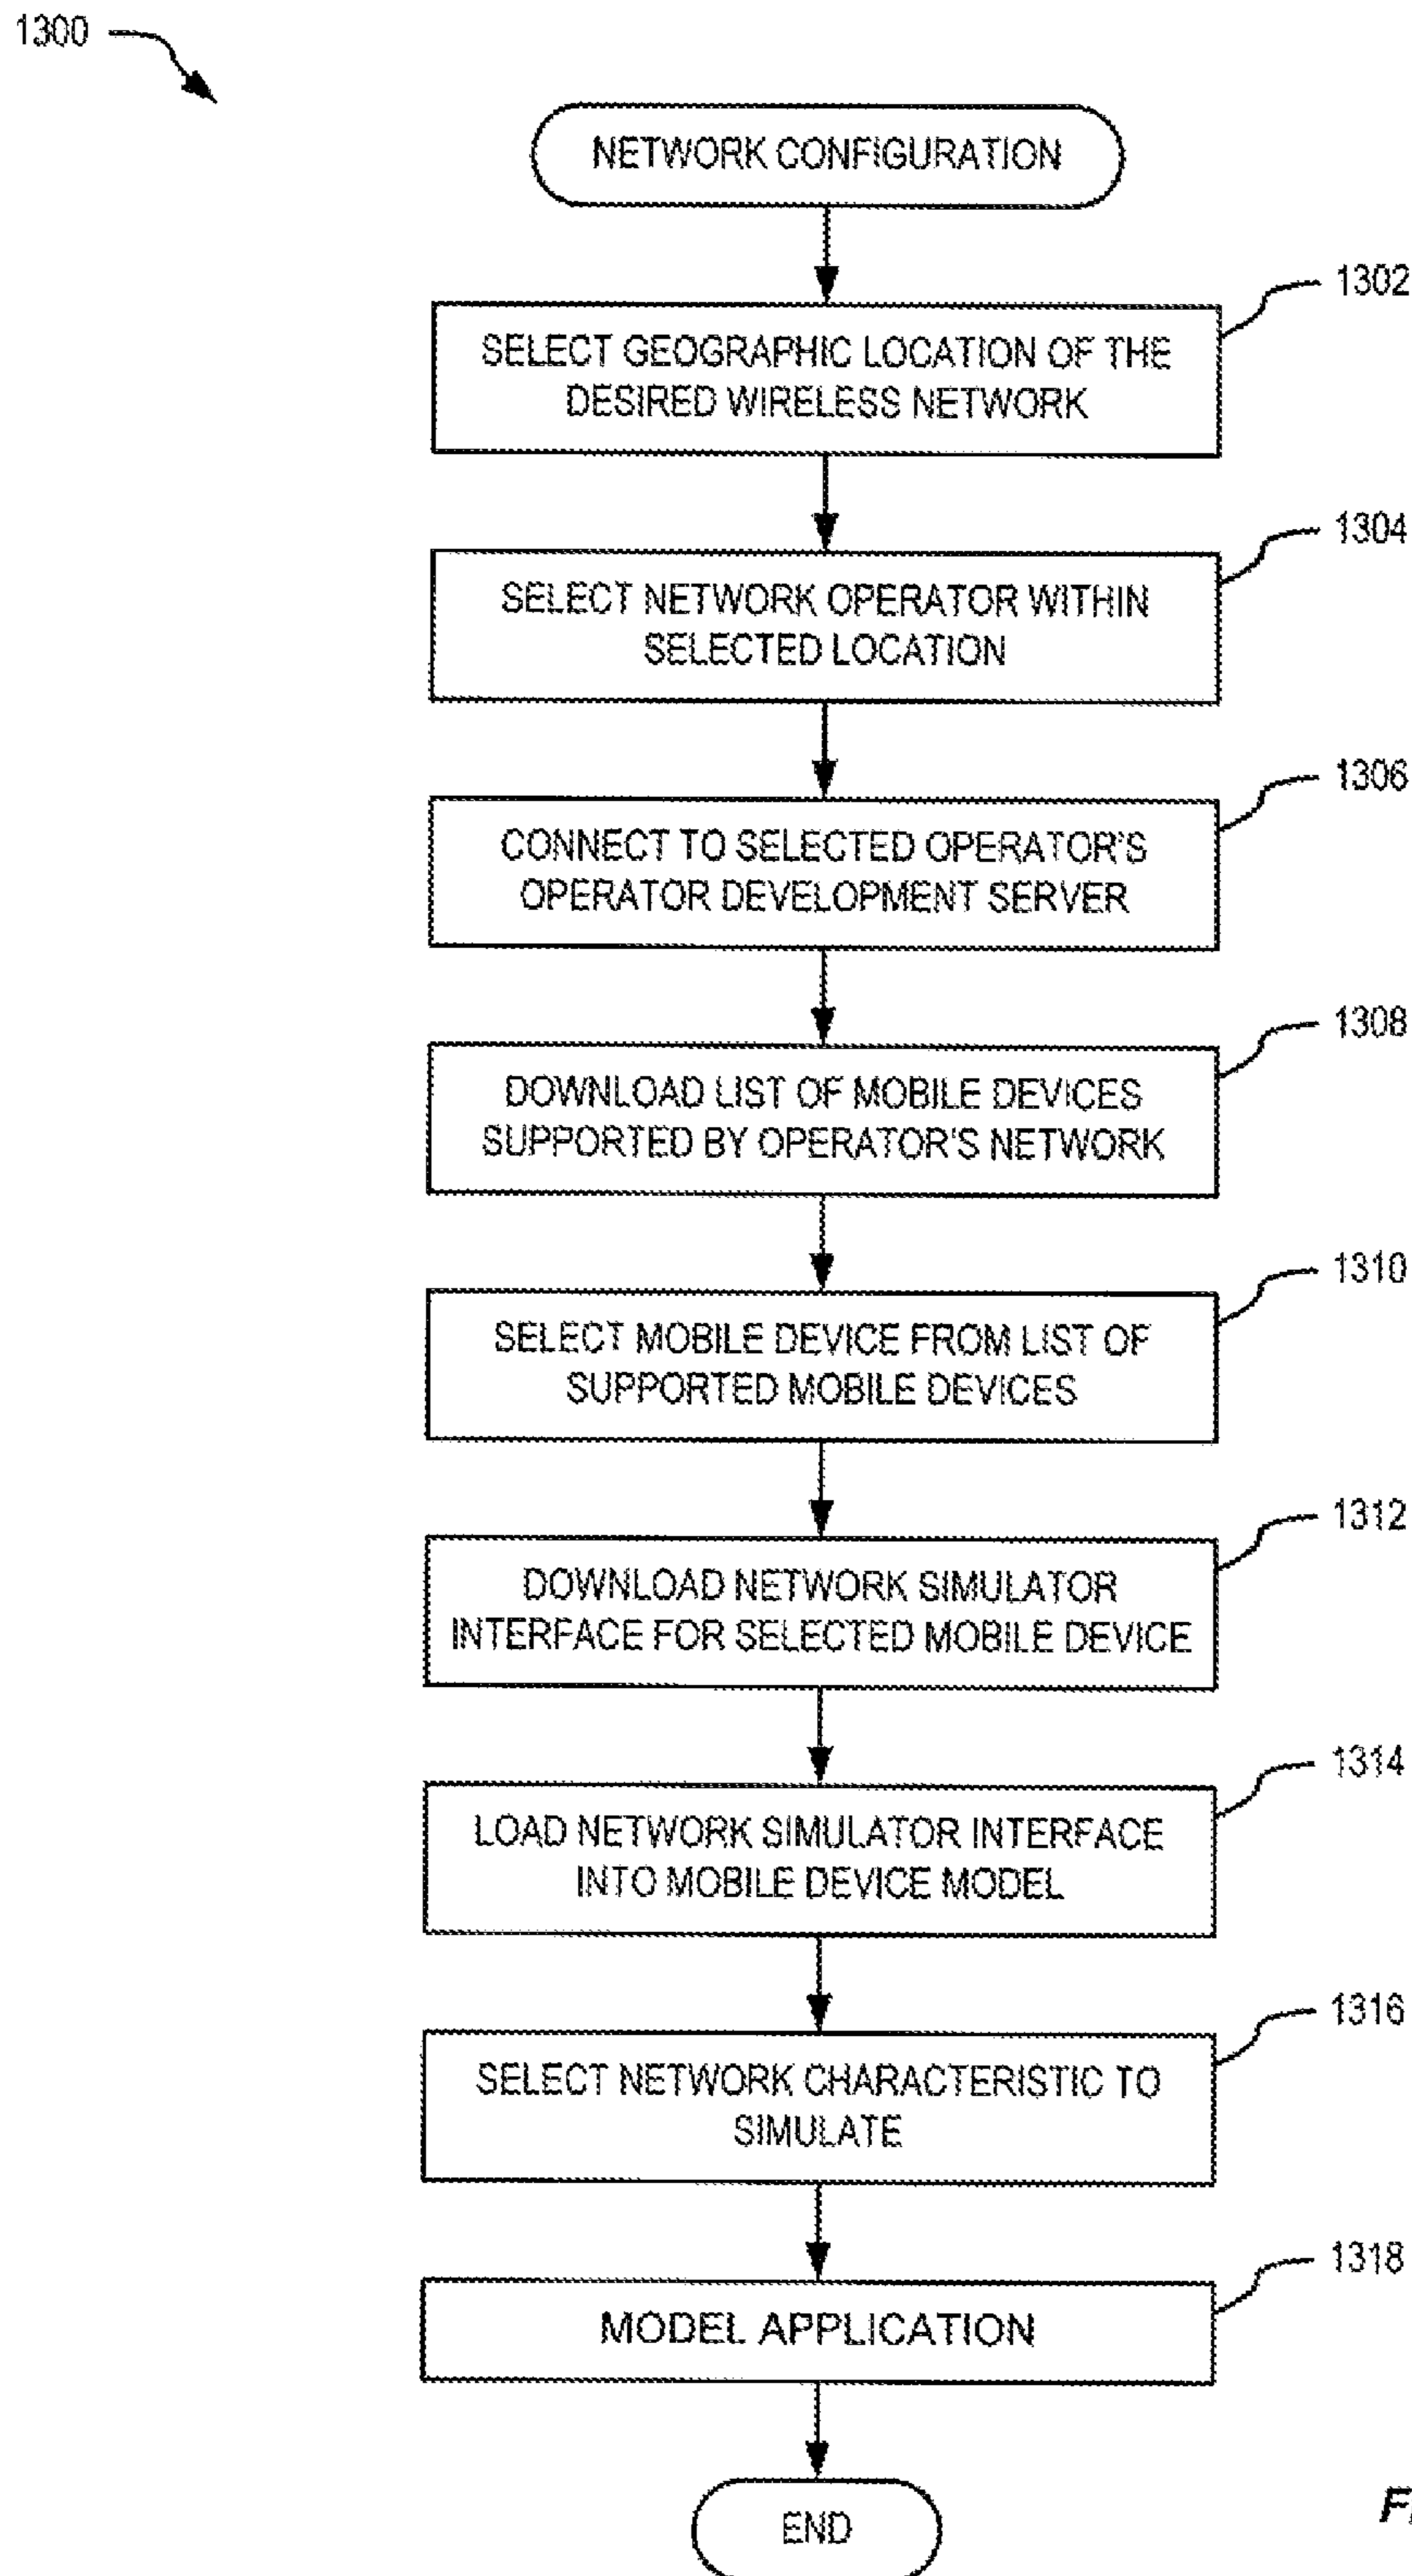 1300
NETWORK CONFIGURATION
1302
SELECT GEOGRAPHIC LOCATION OF THE
DESIRED WIRELESS NETWORK
1304
SELECT NETWORK OPERATOR WITHIN
SELECTED LOCATION
1306
CONNECT TO SELECTED OPERATOR'S
OPERATOR DEVELOPMENT SERVER
1308
DOWNLOAD LIST OF MOBILE DEVICES
SUPPORTED BY OPERATOR'S NETWORK
1310
SELECT MOBILE DEVICE FROM LIST OF
SUPPORTED MOBILE DEVICES
1312
DOWNLOAD NETWORK SIMULATOR
INTERFACE FOR SELECTED MOBILE DEVICE
1314
LOAD NETWORK SIMULATOR INTERFACE
INTO MOBILE DEVICE MODEL
1316
SELECT NETWORK CHARACTERISTIC TO
SIMULATE
1318
MODEL APPLICATION
END